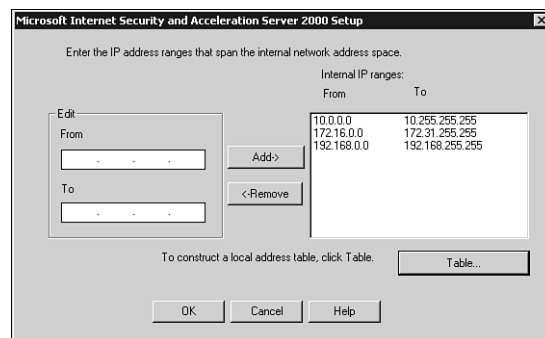 Microsoft Internet Security and Acceleration Server 2000 Setup
Enter the IP address ranges that span the internal network address space.
Internal IP ranges:
From To
10.0.0.0 10.255.255.255
172.16.0.0 172.31.255.255
192.168.0.0 192.168.255.255
Edit
From
. . .
To
. . .
Add->
<-Remove
To construct a local address table, click Table.
Table...
OK Cancel Help